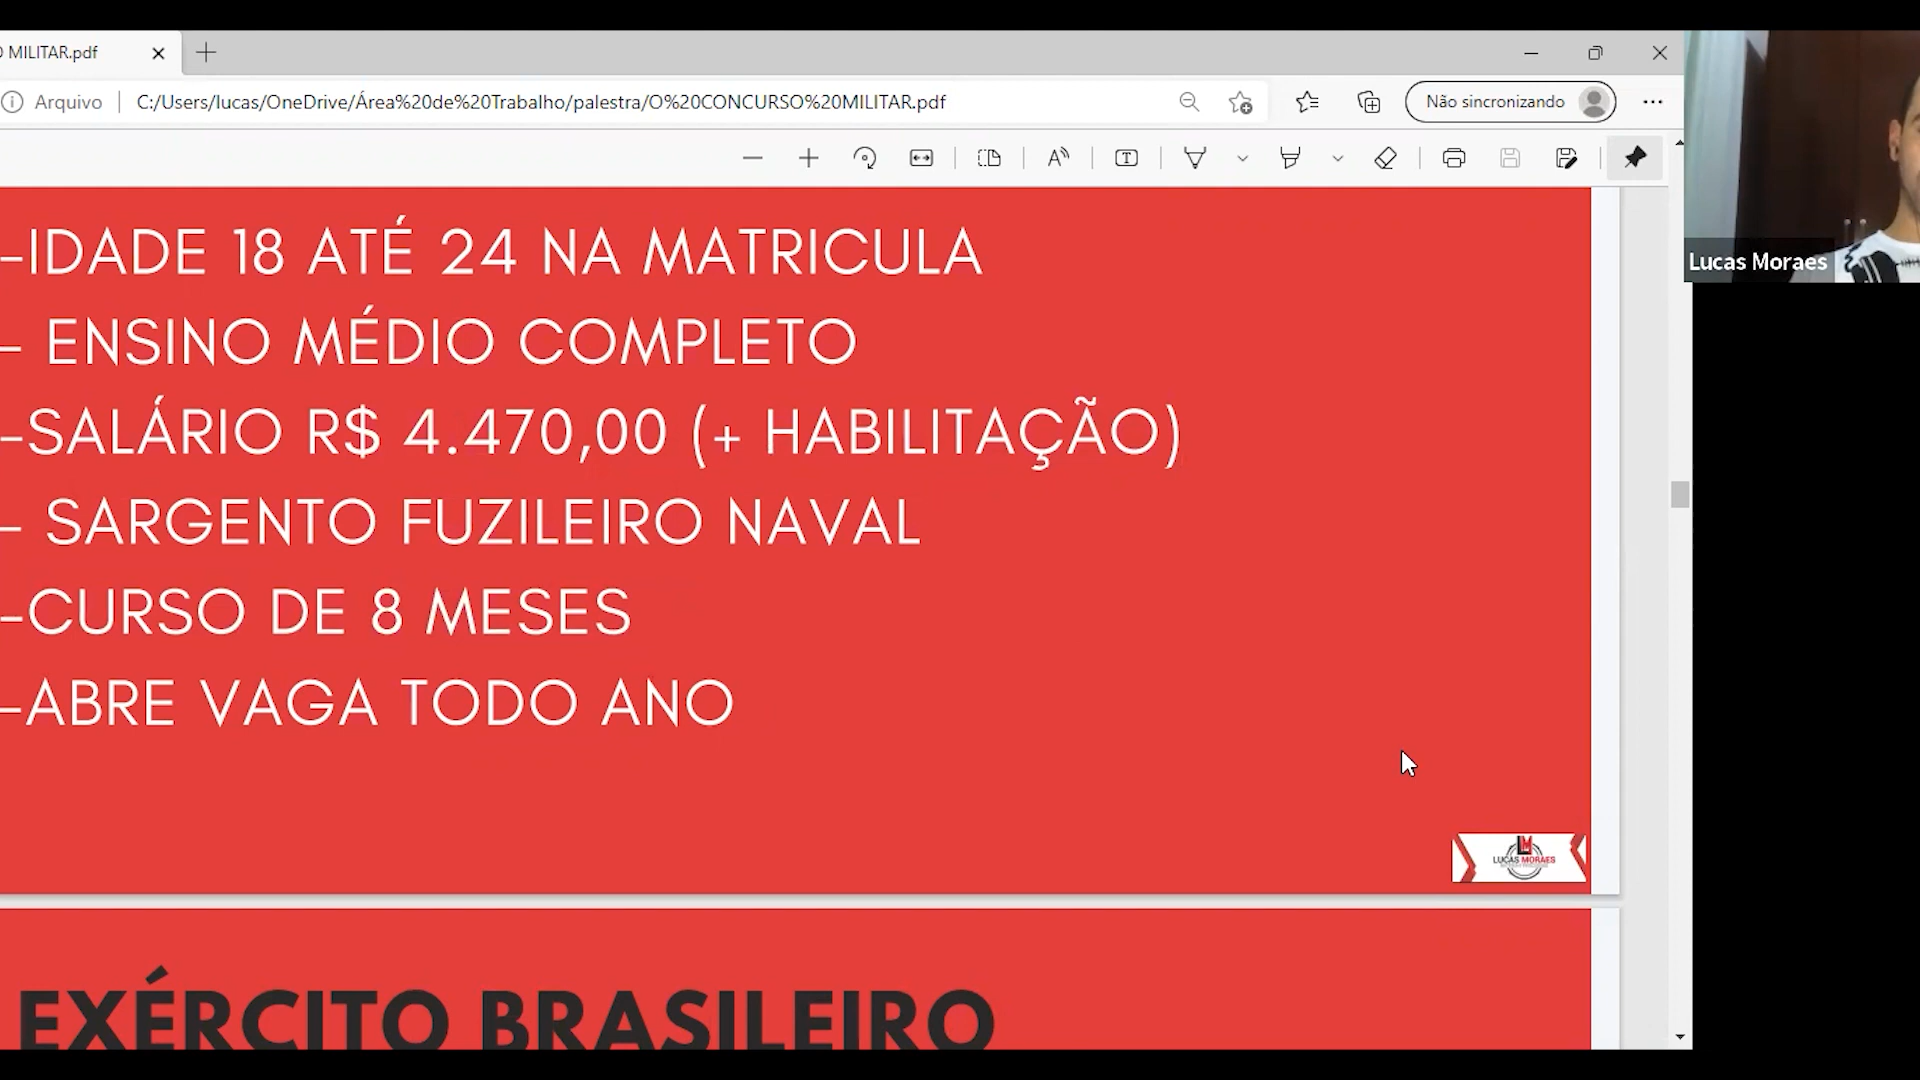 O MILITAR.pdf
Arquivo
C:/Users/lucas/OneDrive/Área%20de%20Trabalho/palestra/O%20CONCURSO%20MILITAR.pdf
Não sincronizando
-IDADE 18 ATÉ 24 NA MATRICULA
- ENSINO MÉDIO COMPLETO
-SALÁRIO R$ 4.470,00 (+ HABILITAÇÃO)
- SARGENTO FUZILEIRO NAVAL
-CURSO DE 8 MESES
-ABRE VAGA TODO ANO
Lucas Moraes
LM
LUCAS MORAES
EXÉRCITO BRASILEIRO